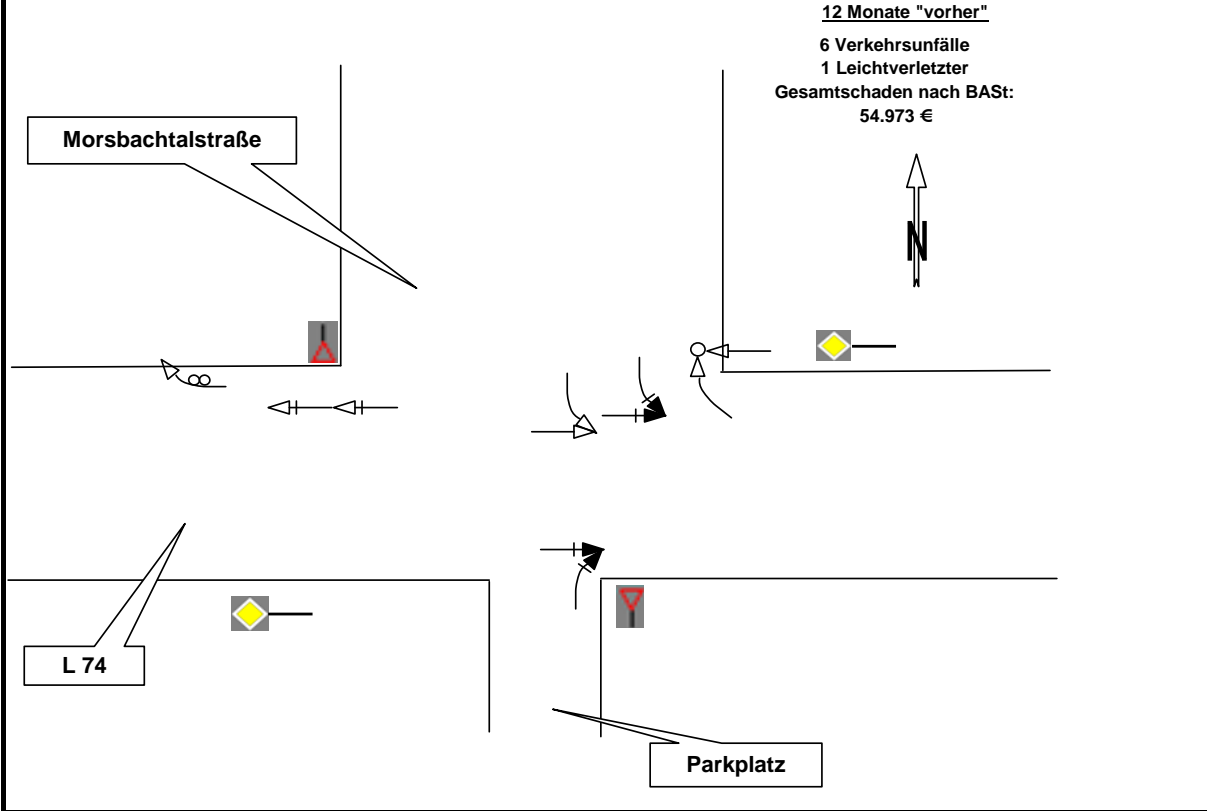 12 Monate "vorher"
6 Verkehrsunfälle
1 Leichtverletzter
Gesamtschaden nach BASt:
54.973 €
Morsbachtalstraße
N
L 74
Parkplatz